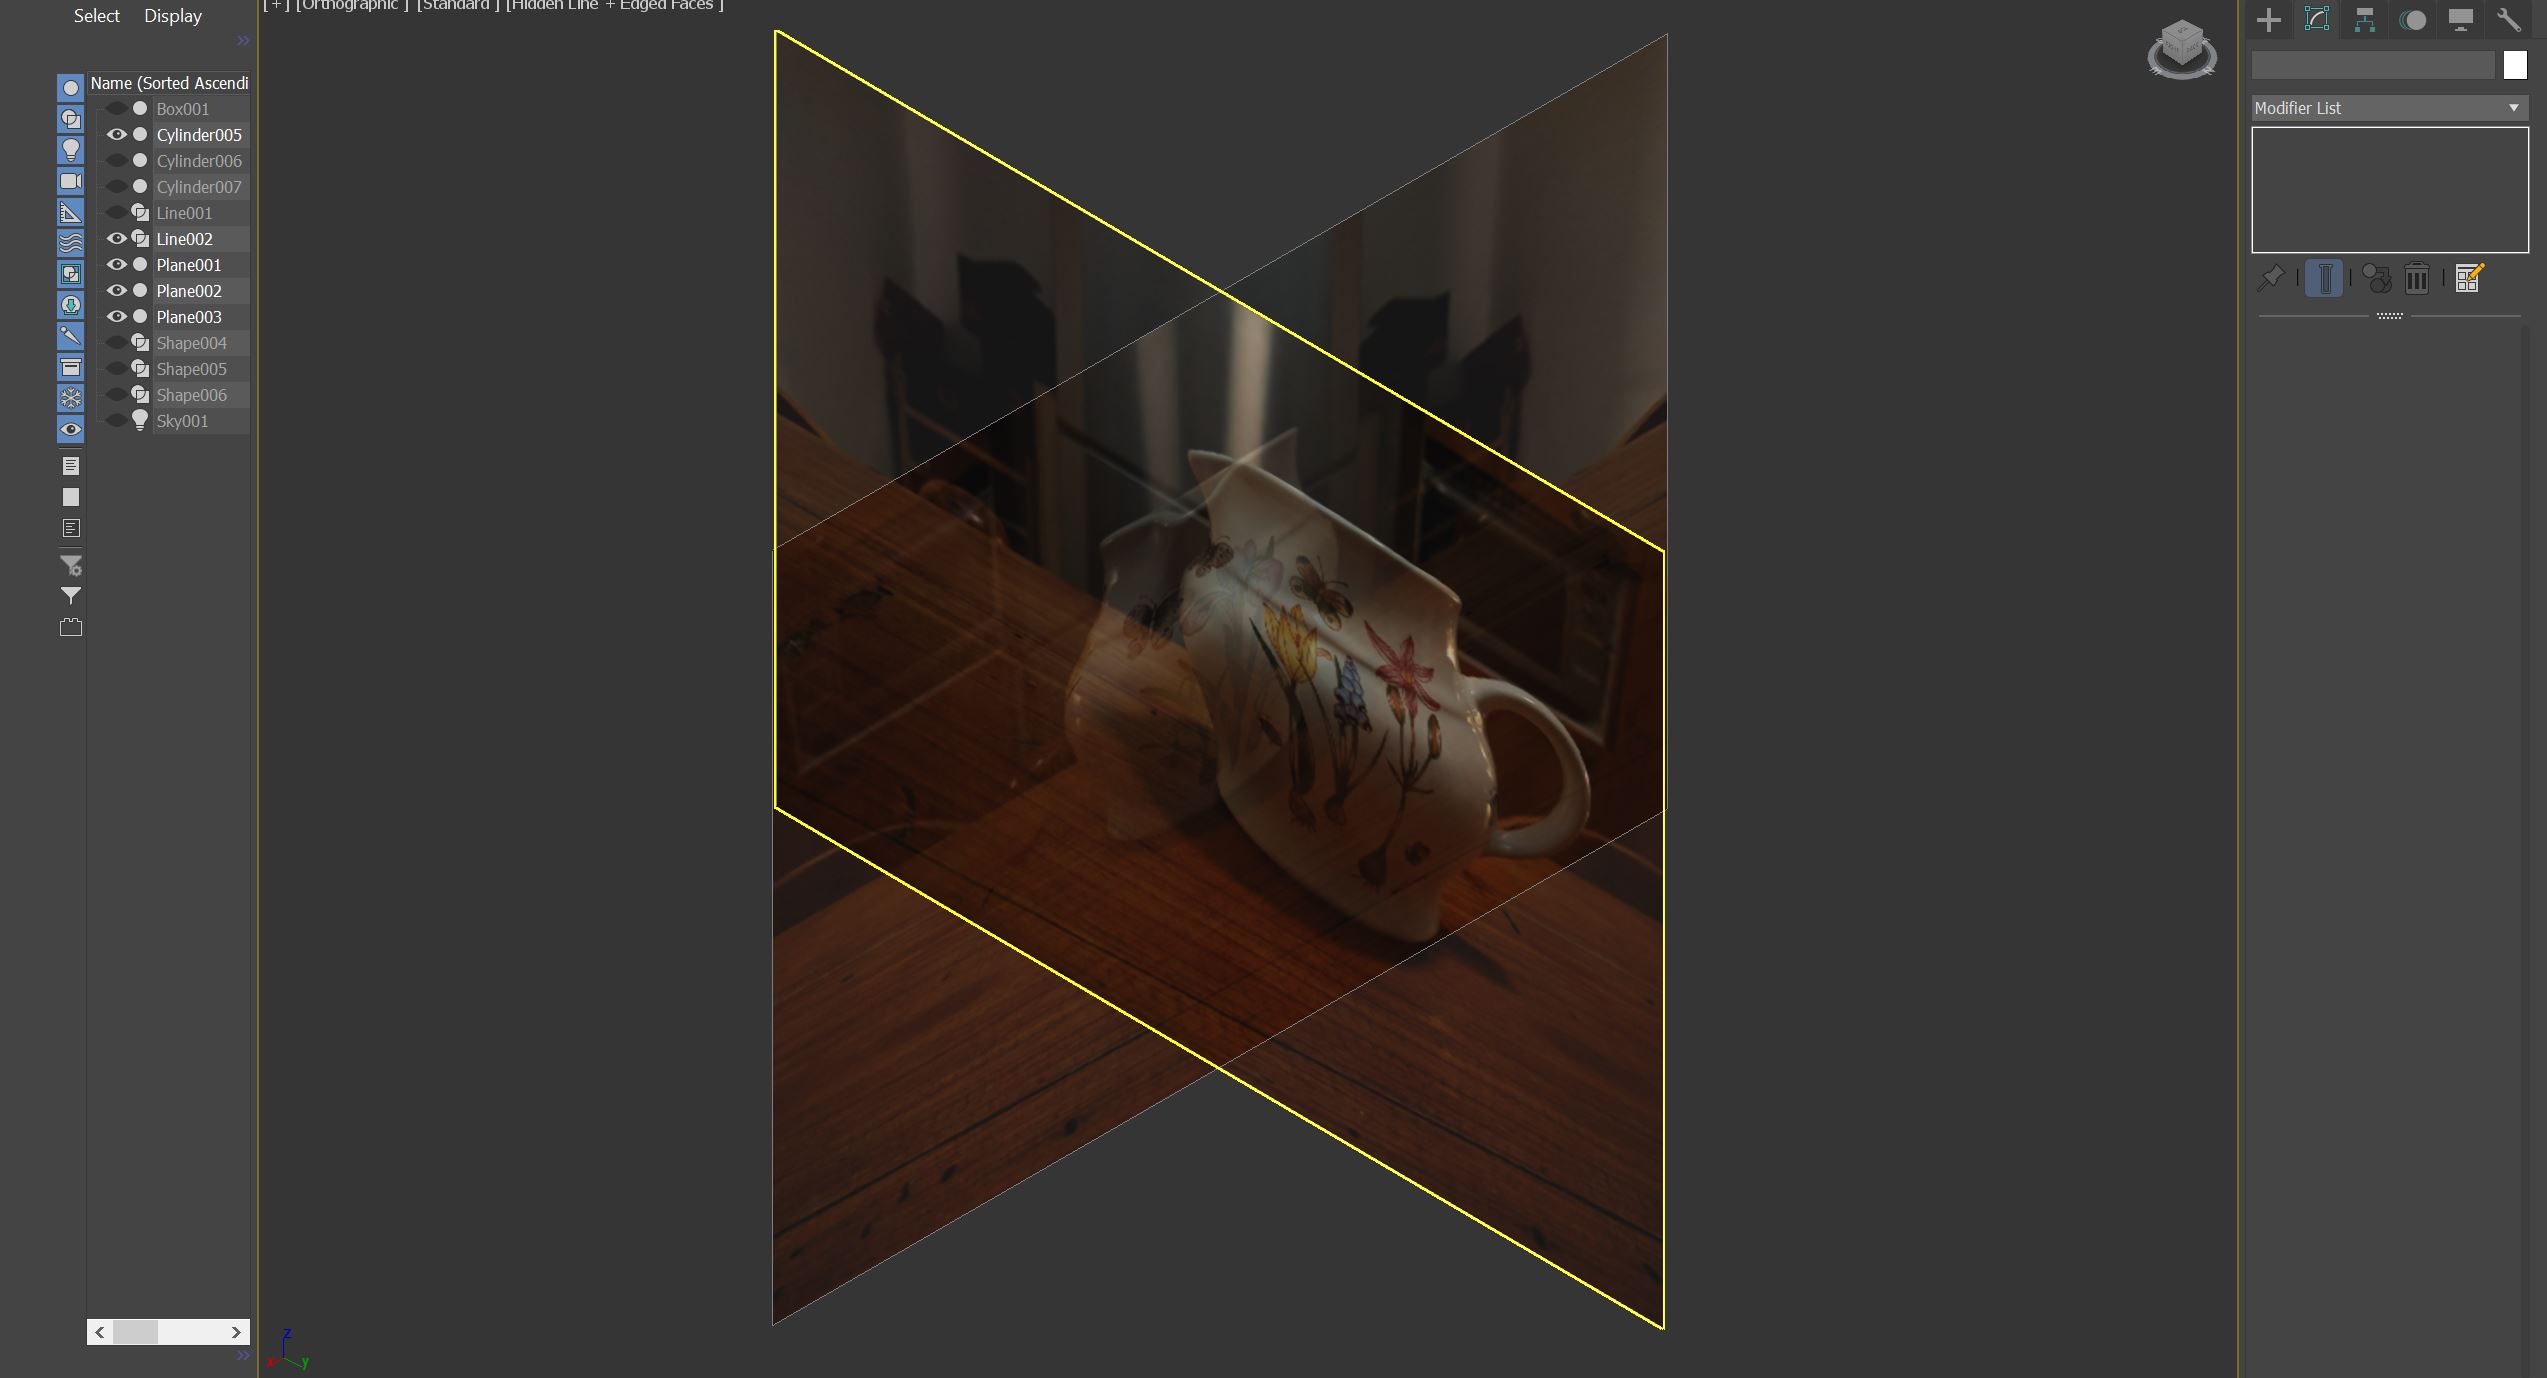 Select Display
[ + ] [Orthographic ] [Standard ] [Hidden Line + Edged Faces ]
Name (Sorted Ascendi
Box001
Cylinder005
Cylinder006
Cylinder007
Line001
Line002
Plane001
Plane002
Plane003
Shape004
Shape005
Shape006
Sky001
Modifier List
z
x
y